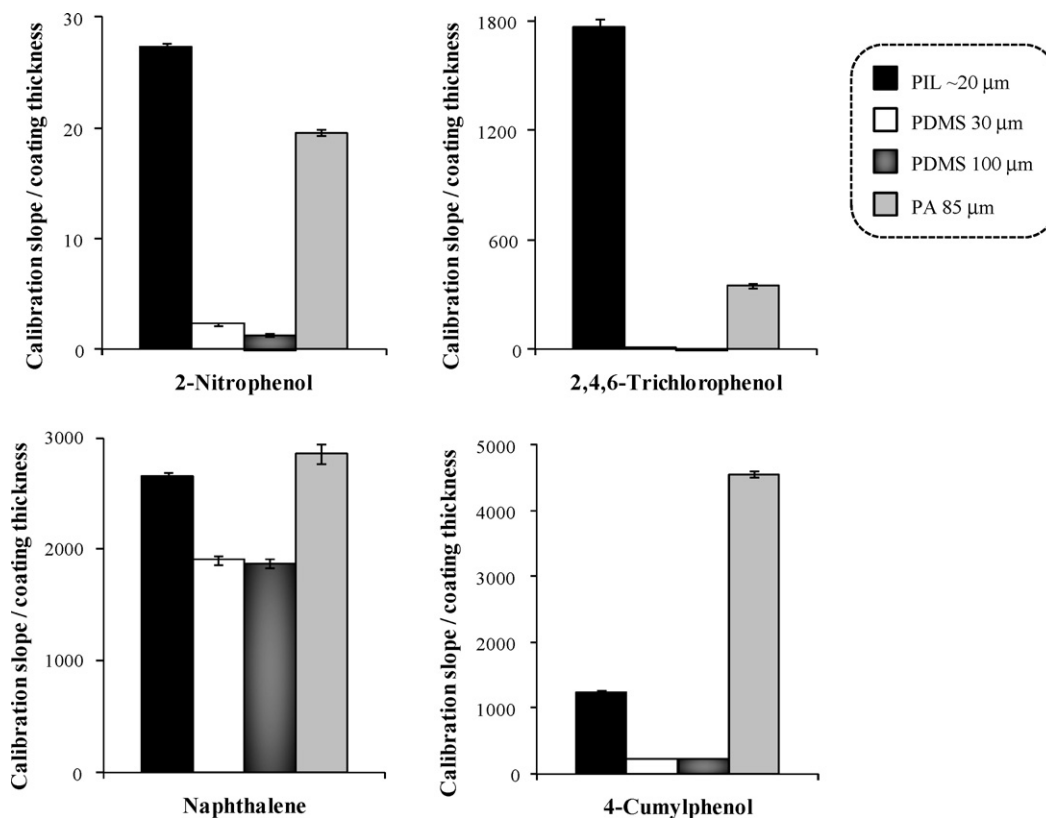 Calibration slope / coating thickness
30
20
10
0
2-Nitrophenol
Calibration slope / coating thickness
1800
1200
600
0
2,4,6-Trichlorophenol
PIL ~20 μm
PDMS 30 μm
PDMS 100 μm
PA 85 μm
Calibration slope / coating thickness
3000
2000
1000
0
Naphthalene
Calibration slope / coating thickness
5000
4000
3000
2000
1000
0
4-Cumylphenol